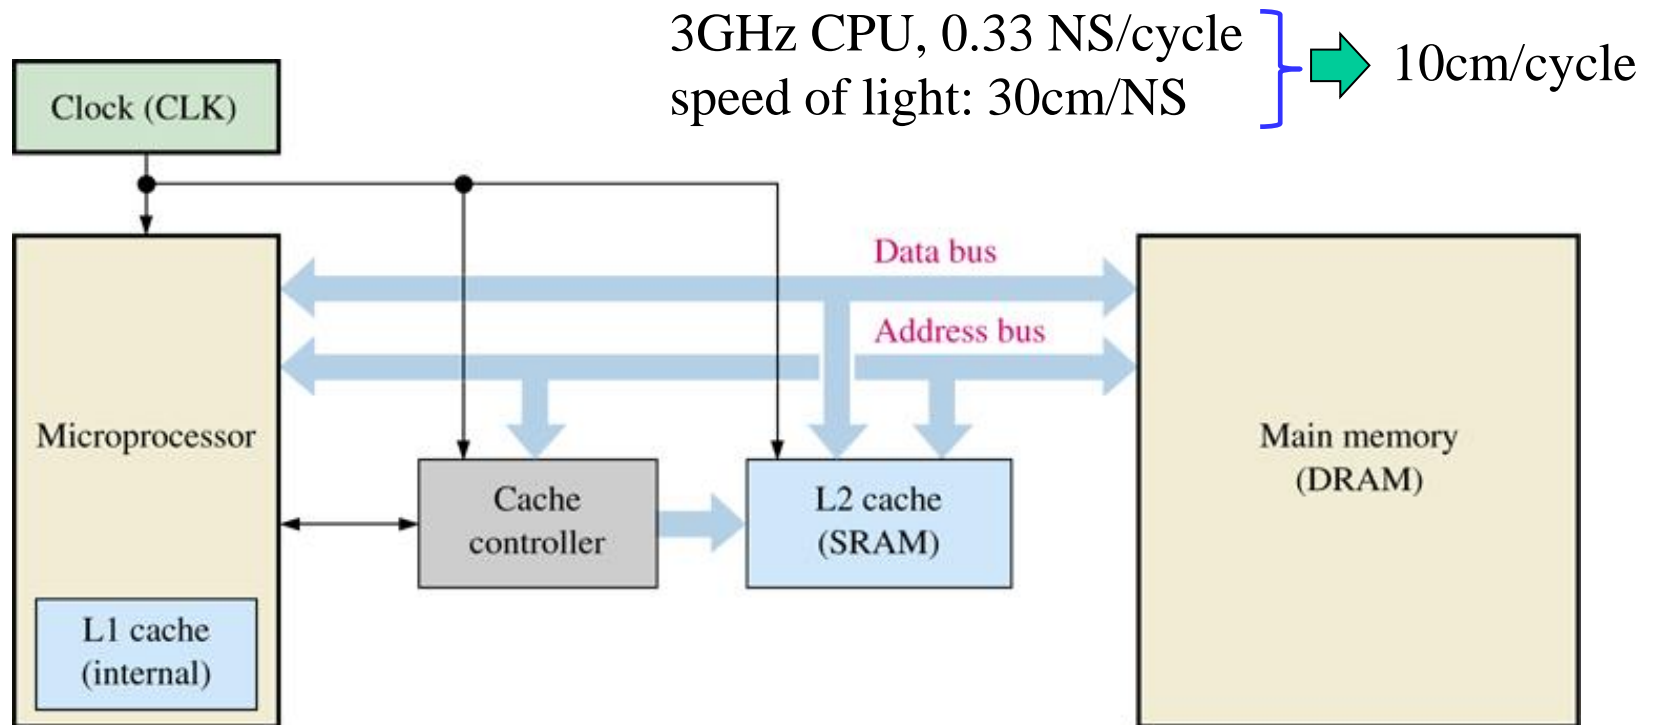 3GHz CPU, 0.33 NS/cycle
speed of light: 30cm/NS
10cm/cycle
Clock (CLK)
Data bus
Address bus
Microprocessor
Main memory
(DRAM)
Cache
controller
L2 cache
(SRAM)
L1 cache
(internal)